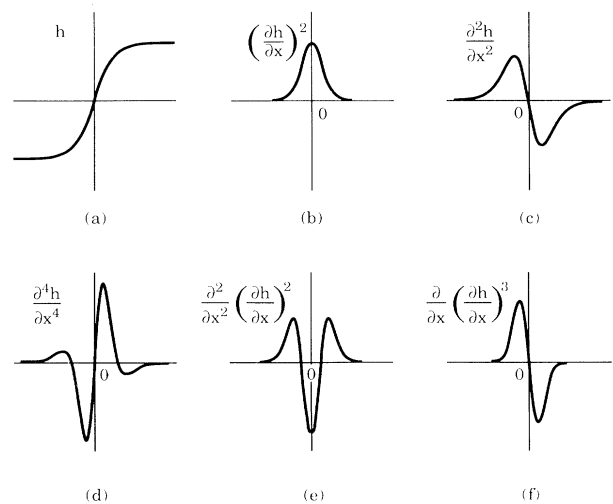 h
(∂h/∂x)²
0
∂²h/∂x²
0
(a)
(b)
(c)
∂⁴h/∂x⁴
0
∂²/∂x² (∂h/∂x)²
0
∂/∂x (∂h/∂x)³
0
(d)
(e)
(f)